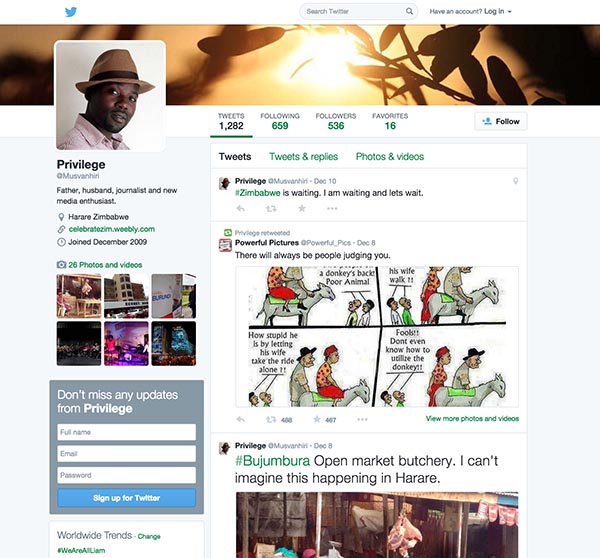 Search Twitter
Have an account? Log in
TWEETS
1,282
FOLLOWING
659
FOLLOWERS
536
FAVORITES
16
Follow
Privilege
@Musvanhiri
Father, husband, journalist and new
media enthusiast.
Harare Zimbabwe
celebratezim.weebly.com
Joined December 2009
26 Photos and videos
BURUNDI
Don't miss any updates
from Privilege
Full name
Email
Password
Sign up for Twitter
Worldwide Trends · Change
#WeAreAllLiam
Tweets
Tweets & replies
Photos & videos
Privilege @Musvanhiri · Dec 10
#Zimbabwe is waiting. I am waiting and lets wait.
Privilege retweeted
Powerful Pictures @Powerful_Pics · Dec 8
There will always be people judging you.
a donkey's back!
Poor Animal
his wife
walk !!
How stupid he
is by letting
his wife
take the ride
alone !!
Fools!!
Dont even
know how to
utilize the
donkey!!
468
467
View more photos and videos
Privilege @Musvanhiri · Dec 8
#Bujumbura Open market butchery. I can't
imagine this happening in Harare.